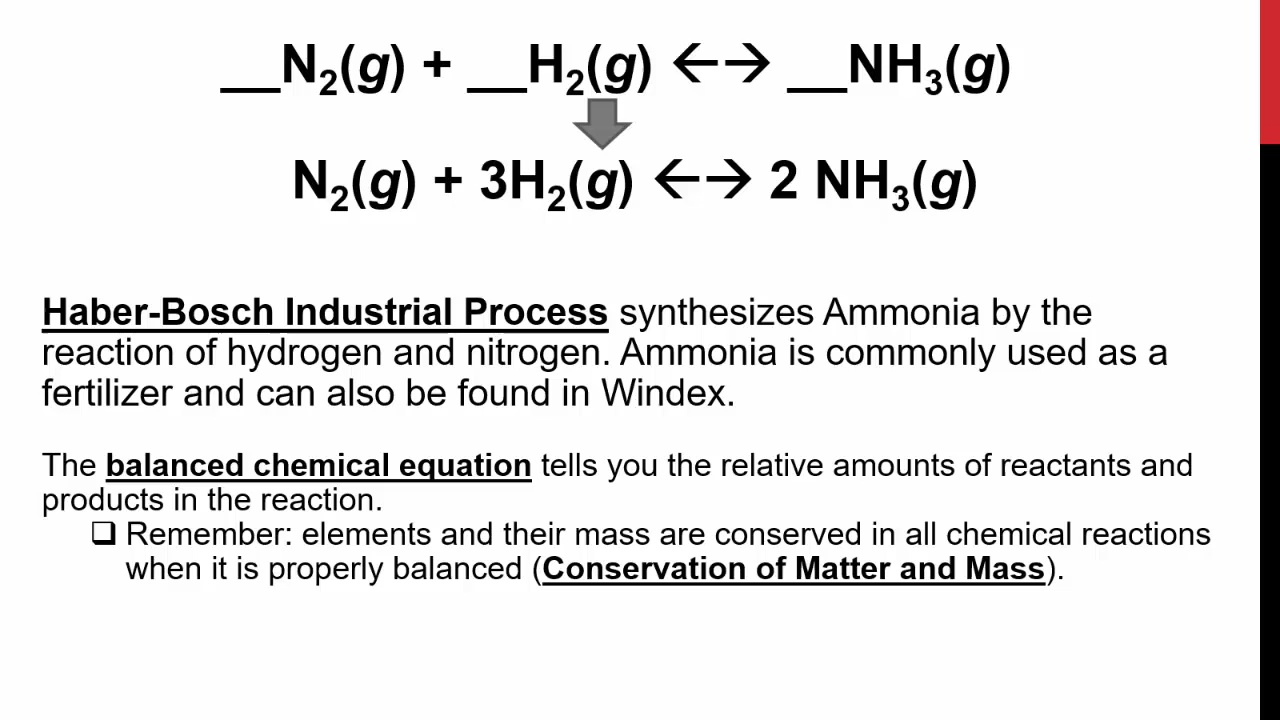 __N₂(g) + __H₂(g) ←→ __NH₃(g)
N₂(g) + 3H₂(g) ←→ 2 NH₃(g)
Haber-Bosch Industrial Process synthesizes Ammonia by the
reaction of hydrogen and nitrogen. Ammonia is commonly used as a
fertilizer and can also be found in Windex.
The balanced chemical equation tells you the relative amounts of reactants and
products in the reaction.
❑ Remember: elements and their mass are conserved in all chemical reactions
when it is properly balanced (Conservation of Matter and Mass).